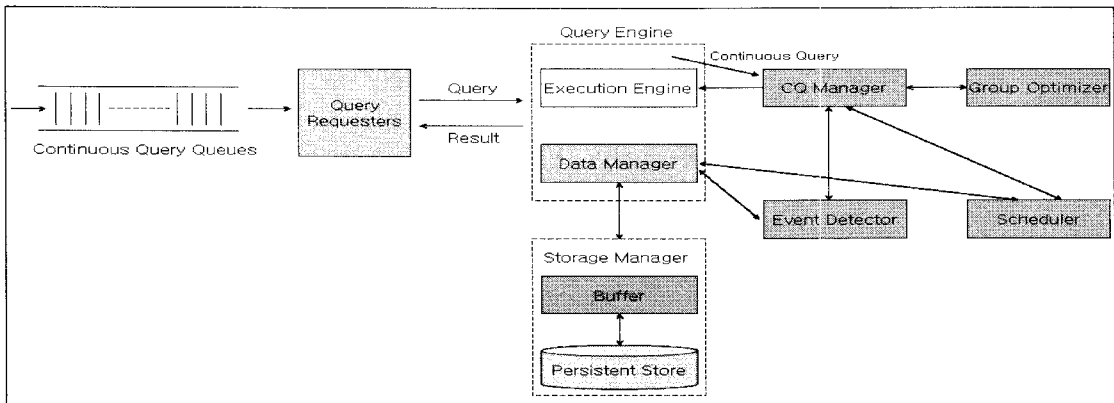 Query Engine
Continuous Query
Execution Engine
CQ Manager
Group Optimizer
Query
Requesters
Query
Result
Continuous Query Queues
Data Manager
Event Detector
Scheduler
Storage Manager
Buffer
Persistent Store